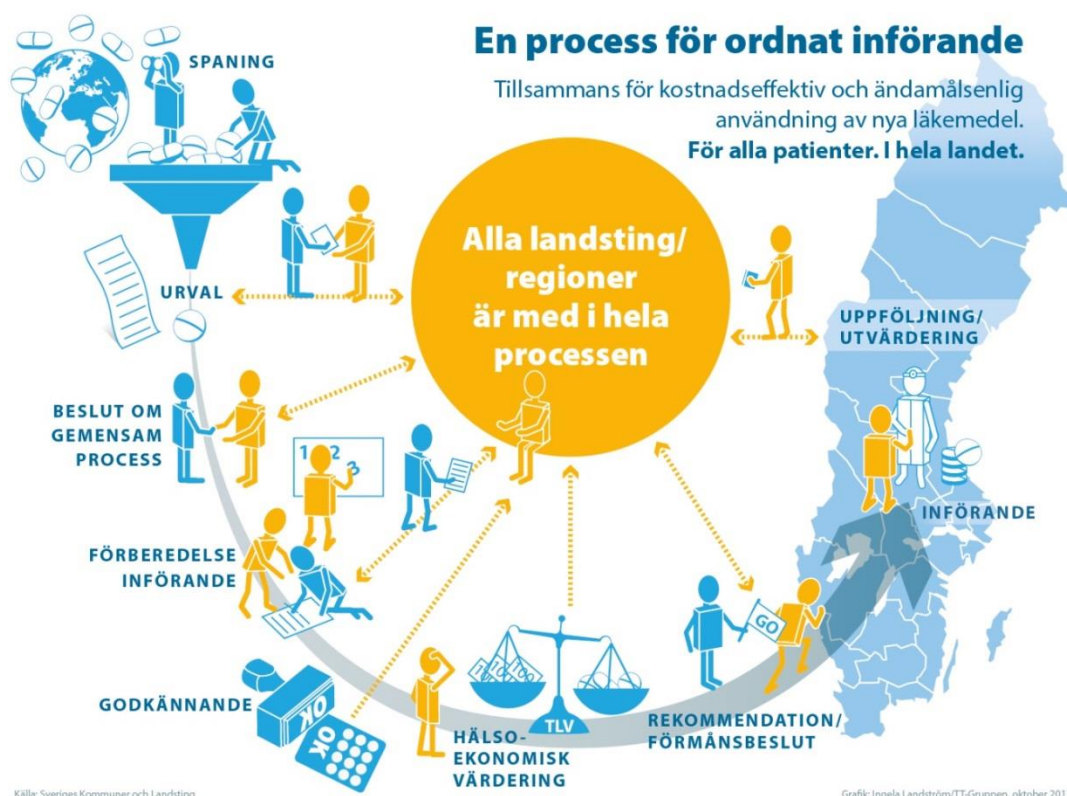 En process för ordnat införande
Tillsammans för kostnadseffektiv och ändamålsenlig
användning av nya läkemedel.
För alla patienter. I hela landet.
SPANING
Alla landsting/
regioner
är med i hela
processen
URVAL
UPPFÖLJNING/
UTVÄRDERING
BESLUT OM
GEMENSAM
PROCESS
1 2
3
FÖRBEREDELSE
INFÖRANDE
INFÖRANDE
GO
GODKÄNNANDE
OK
OK
100
TLV
HÄLSO-
EKONOMISK
VÄRDERING
REKOMMENDATION/
FÖRMÅNSBESLUT
Källa: Sveriges Kommuner och Landsting
Grafik: Ingela Landström/TT-Gruppen, oktober